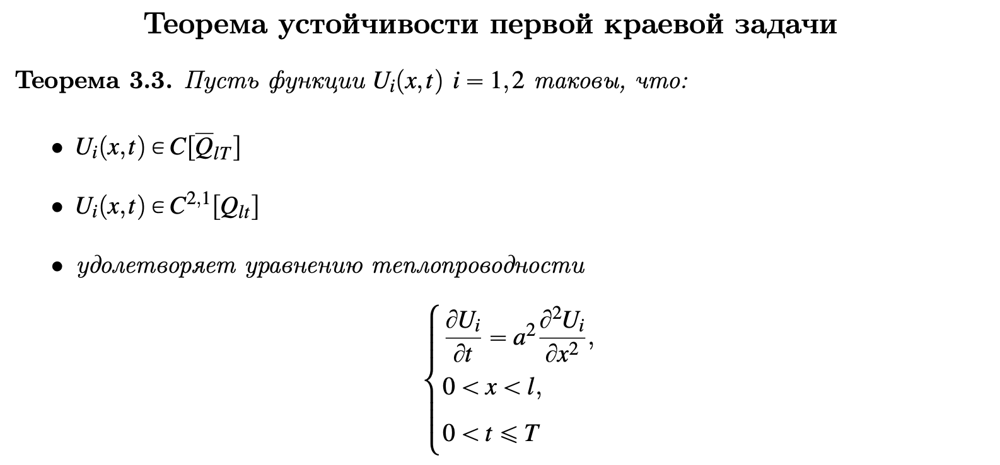 Теорема устойчивости первой краевой задачи
Теорема 3.3. Пусть функции $U_i(x,t)$ $i = 1,2$ таковы, что:
• $U_i(x,t) \in C[\overline{Q}_{lT}]$
• $U_i(x,t) \in C^{2,1}[Q_{lt}]$
• удолетворяет уравнению теплопроводности
$\begin{cases} \dfrac{\partial U_i}{\partial t} = a^2 \dfrac{\partial^2 U_i}{\partial x^2}, \\ 0 < x < l, \\ 0 < t \leqslant T \end{cases}$